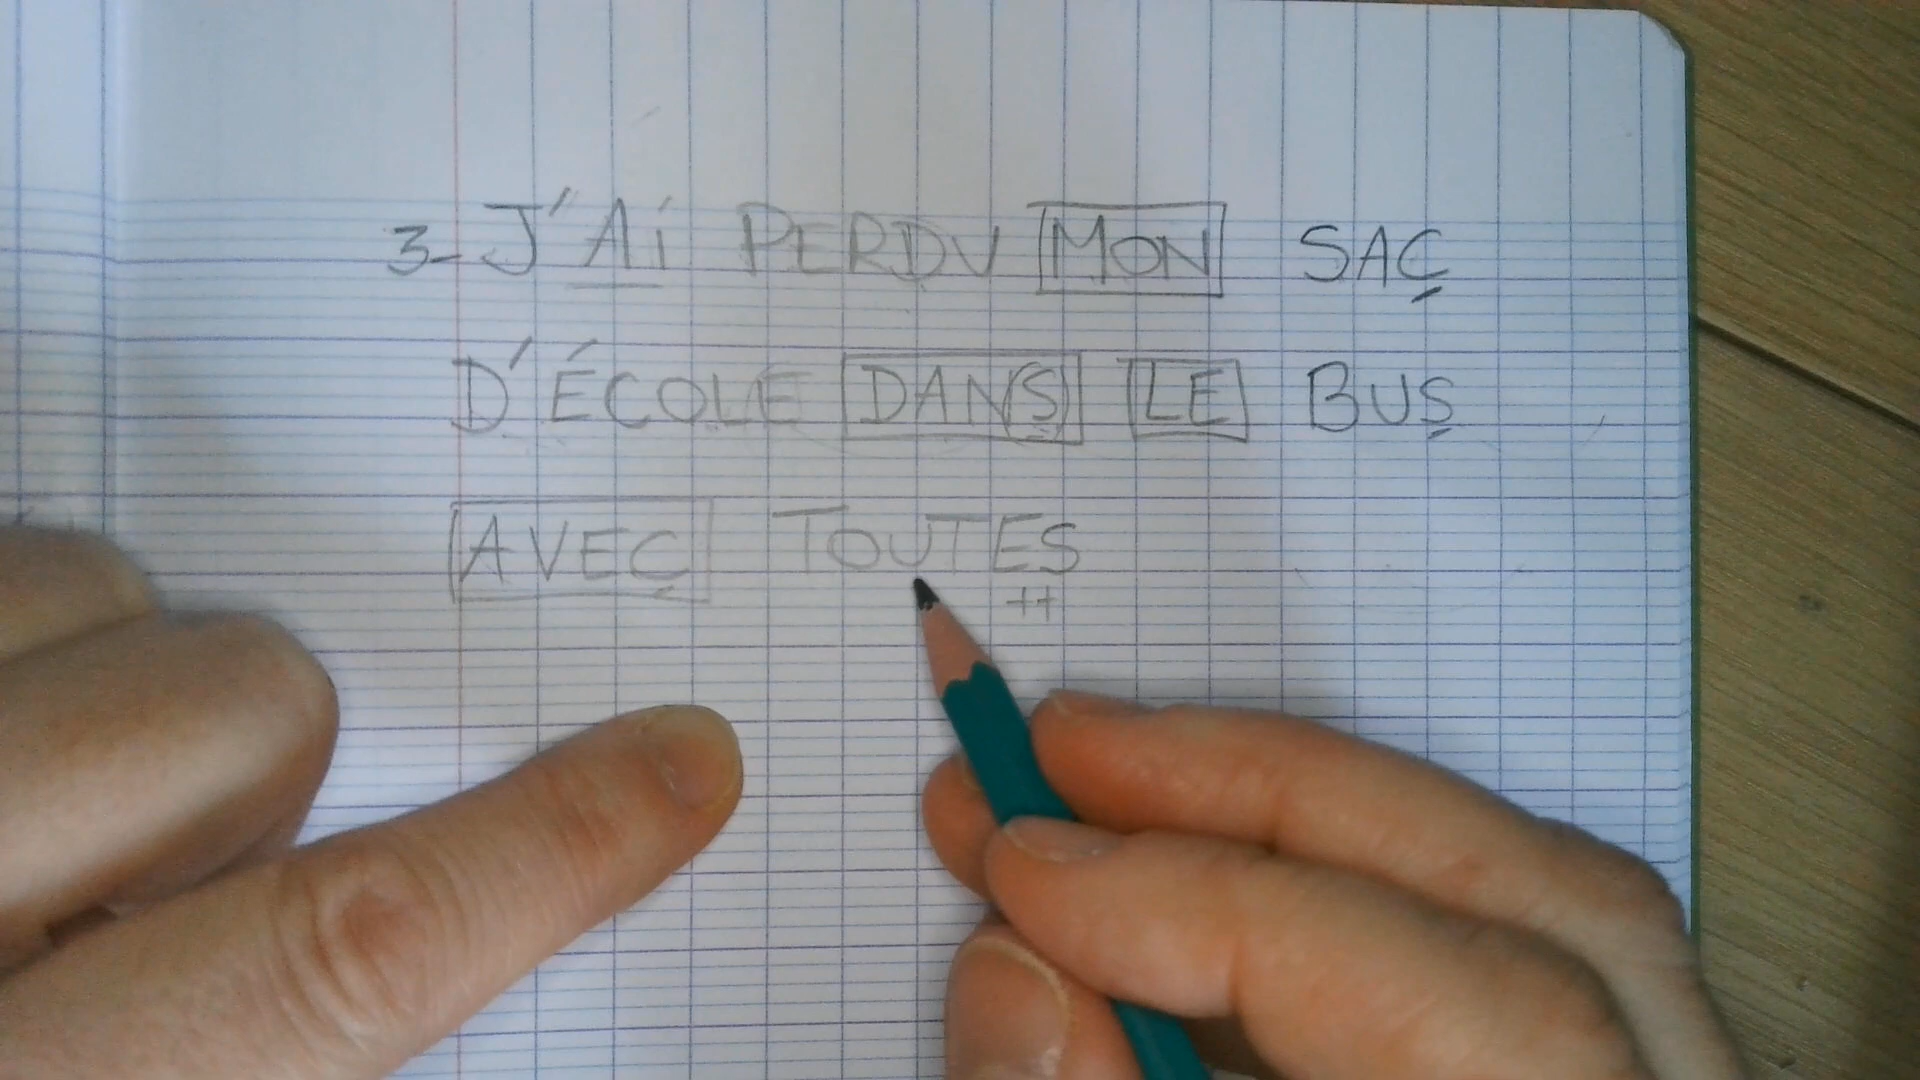 3- J'Ai PERDU MON SAC
D'ÉCOLE DANS LE BUS
AVEC TOUTES
++